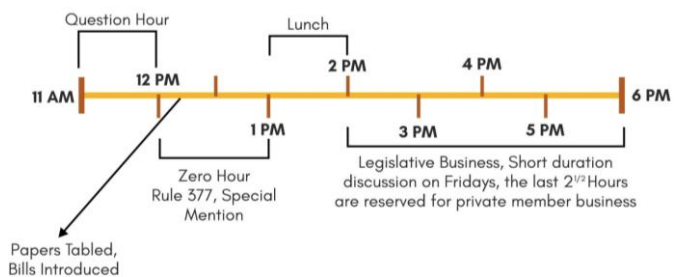 Question Hour
Lunch
12 PM
2 PM
4 PM
11 AM
6 PM
1 PM
3 PM
5 PM
Zero Hour
Rule 377, Special
Mention
Legislative Business, Short duration
discussion on Fridays, the last 2^1/2 Hours
are reserved for private member business
Papers Tabled,
Bills Introduced